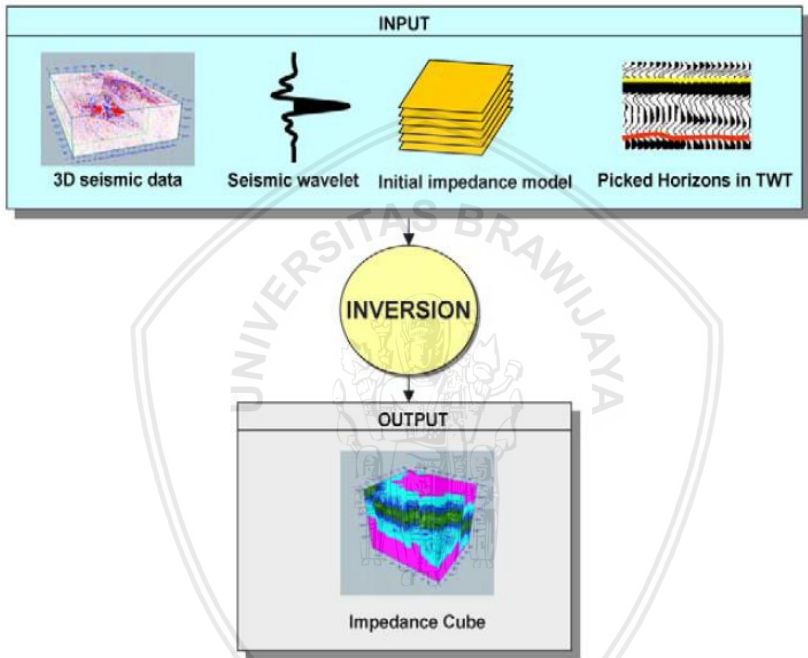 INPUT
3D seismic data
Seismic wavelet
Initial impedance model
Picked Horizons in TWT
UNIVERSITAS BRAWIJAYA
INVERSION
OUTPUT
Impedance Cube